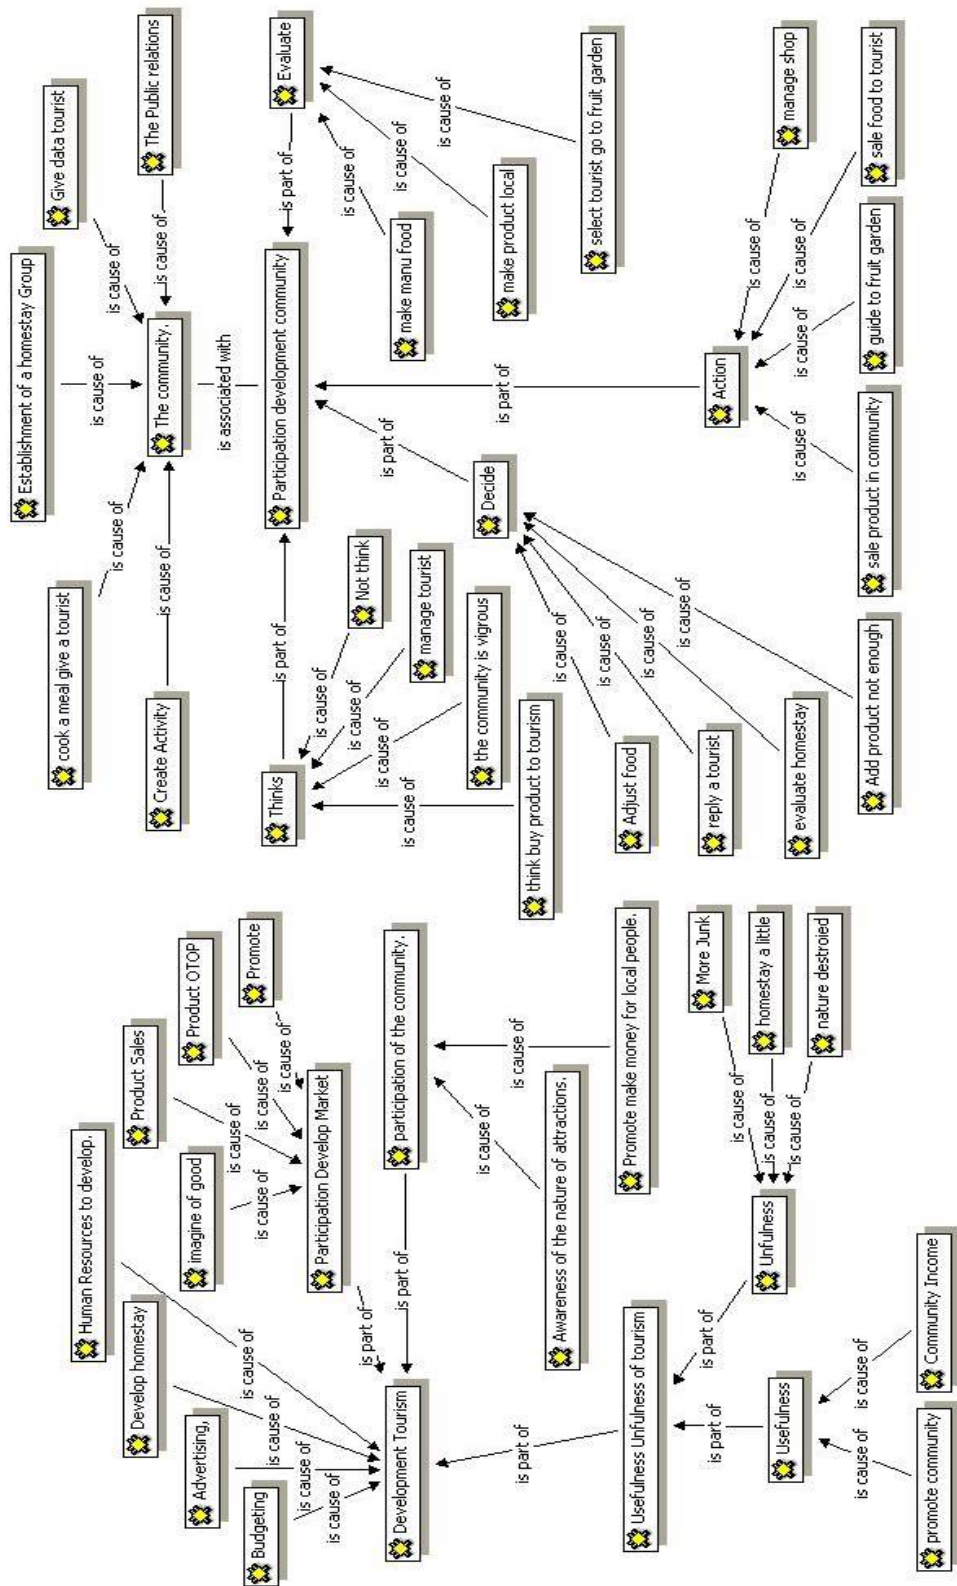 Human Resources to develop,
Develop homestay
Product Sales
Advertising,
imagine of good
Product OTOP
Budgeting
Promote
is cause of
is cause of
is cause of
is cause of
is cause of
is cause of
is cause of
is cause of
Participation Develop Market
is part of
Development Tourism
is part of
participation of the community,
is cause of
is cause of
Awareness of the nature of attractions,
Promote make money for local people,
is part of
Usefulness Unfulness of tourism
is part of
is part of
Usefulness
Unfulness
is cause of
is cause of
is cause of
More Junk
homestay a little
nature destroied
is cause of
is cause of
promote community
Community Income
Establishment of a homestay Group
cook a meal give a tourist
Give data tourist
is cause of
is cause of
is cause of
Create Activity
is cause of
The community,
is cause of
The Public relations
is associated with
Thinks
is part of
Participation development community
is part of
Evaluate
is cause of
is cause of
is cause of
is cause of
Not think
manage tourist
the community is vigrous
think buy product to tourism
is cause of
is cause of
is cause of
make manu food
make product local
select tourist go to fruit garden
is part of
Decide
is part of
is cause of
is cause of
is cause of
is cause of
Adjust food
reply a tourist
evaluate homestay
Add product not enough
Action
is cause of
is cause of
is cause of
is cause of
manage shop
sale product in community
guide to fruit garden
sale food to tourist